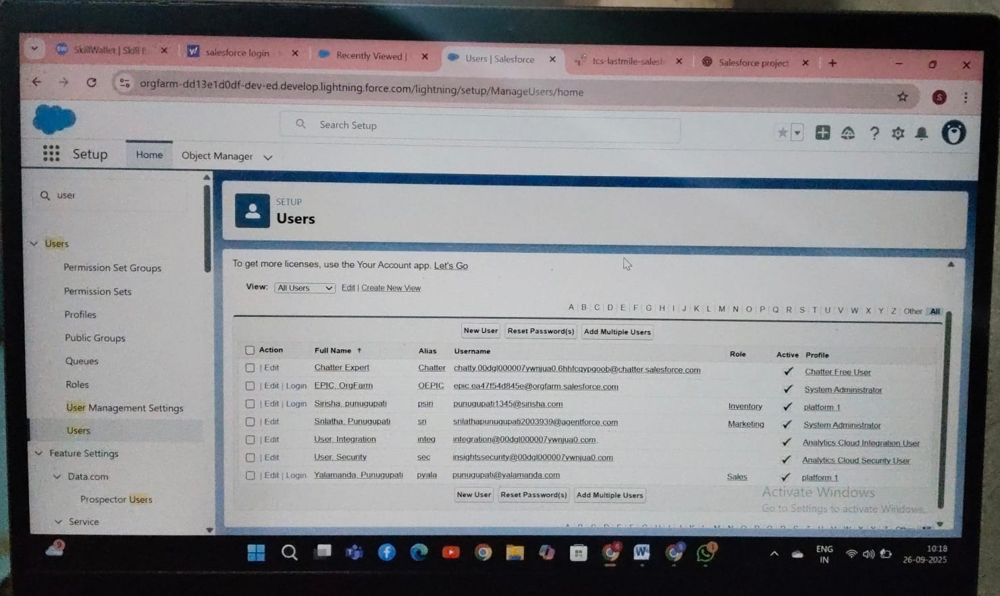 SkillWallet | Skill E
salesforce login
Recently Viewed |
Users | Salesforce
tcs-lastmile-salesf
Salesforce project
orgfarm-dd13e1d0df-dev-ed.develop.lightning.force.com/lightning/setup/ManageUsers/home
S
Search Setup
Setup Home Object Manager
user
Users
Permission Set Groups
Permission Sets
Profiles
Public Groups
Queues
Roles
User Management Settings
Users
Feature Settings
Data.com
Prospector Users
Service
SETUP
Users
To get more licenses, use the Your Account app. Let's Go
View: All Users Edit | Create New View
A B C D E F G H I J K L M N O P Q R S T U V W X Y Z Other All
New User Reset Password(s) Add Multiple Users
Action Full Name ↑ Alias Username Role Active Profile
| Edit Chatter Expert Chatter chatty.00dgl000007ywnjua0.6hhfcqypgoob@chatter.salesforce.com ✓ Chatter Free User
| Edit | Login EPIC, OrgFarm OEPIC epic.ea47f54d845e@orgfarm.salesforce.com ✓ System Administrator
| Edit | Login Sirisha, punugupati psiri punugupati1345@sirisha.com Inventory ✓ platform 1
| Edit Srilatha, Punugupati sri srilathapunugupati2003939@agentforce.com Marketing ✓ System Administrator
| Edit User, Integration integ integration@00dgl000007ywnjua0.com ✓ Analytics Cloud Integration User
| Edit User, Security sec insightssecurity@00dgl000007ywnjua0.com ✓ Analytics Cloud Security User
| Edit | Login Yalamanda, Punugupati pyala punugupati@yalamanda.com Sales ✓ platform 1
New User Reset Password(s) Add Multiple Users
Activate Windows
Go to Settings to activate Windows.
9
ENG
IN
10:18
26-09-2025